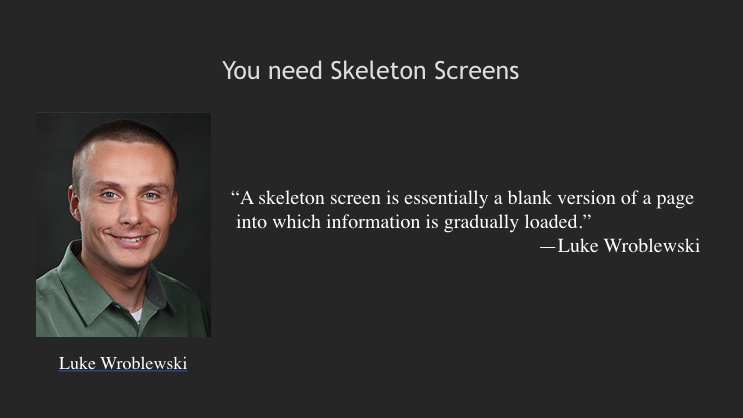 You need Skeleton Screens
“A skeleton screen is essentially a blank version of a page
into which information is gradually loaded.”
—Luke Wroblewski
Luke Wroblewski